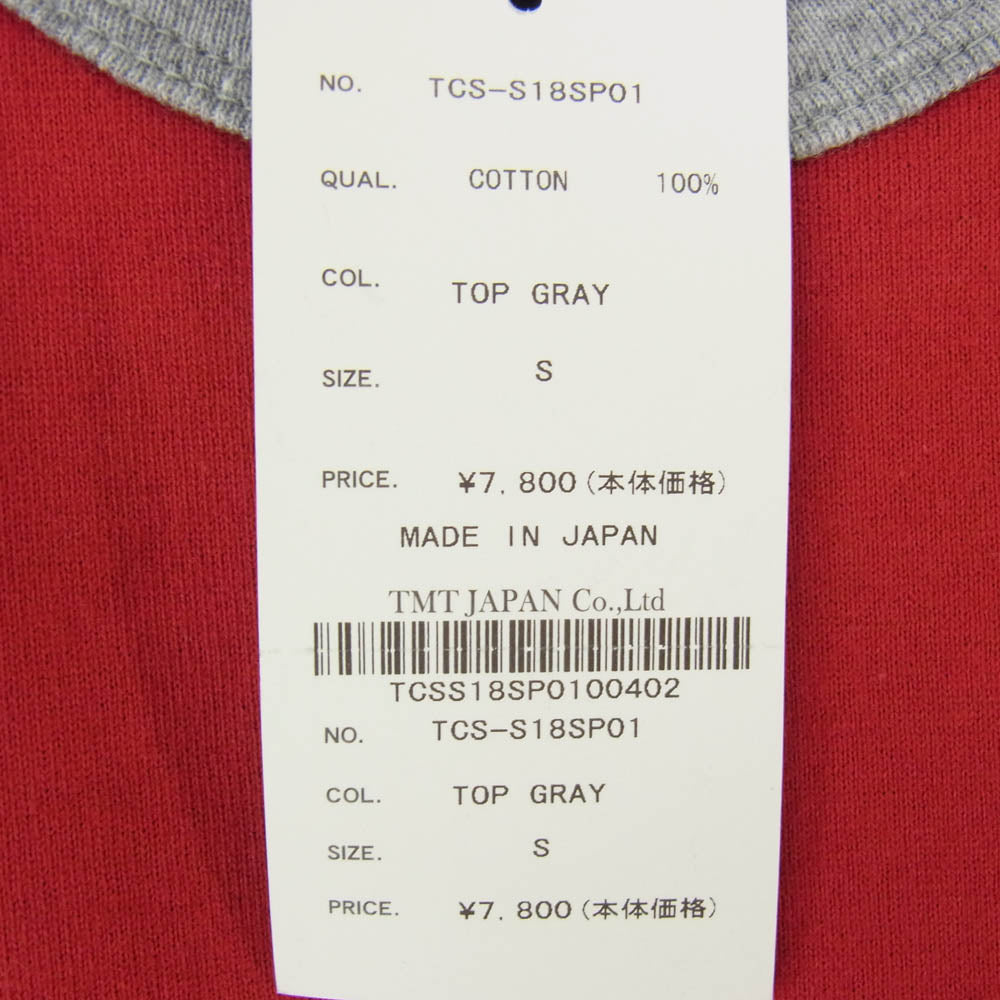 NO. TCS-S18SP01
QUAL. COTTON 100%
COL. TOP GRAY
SIZE. S
PRICE. ¥7,800(本体価格)
MADE IN JAPAN
TMT JAPAN Co.,Ltd
TCSS18SP0100402
NO. TCS-S18SP01
COL. TOP GRAY
SIZE. S
PRICE. ¥7,800(本体価格)